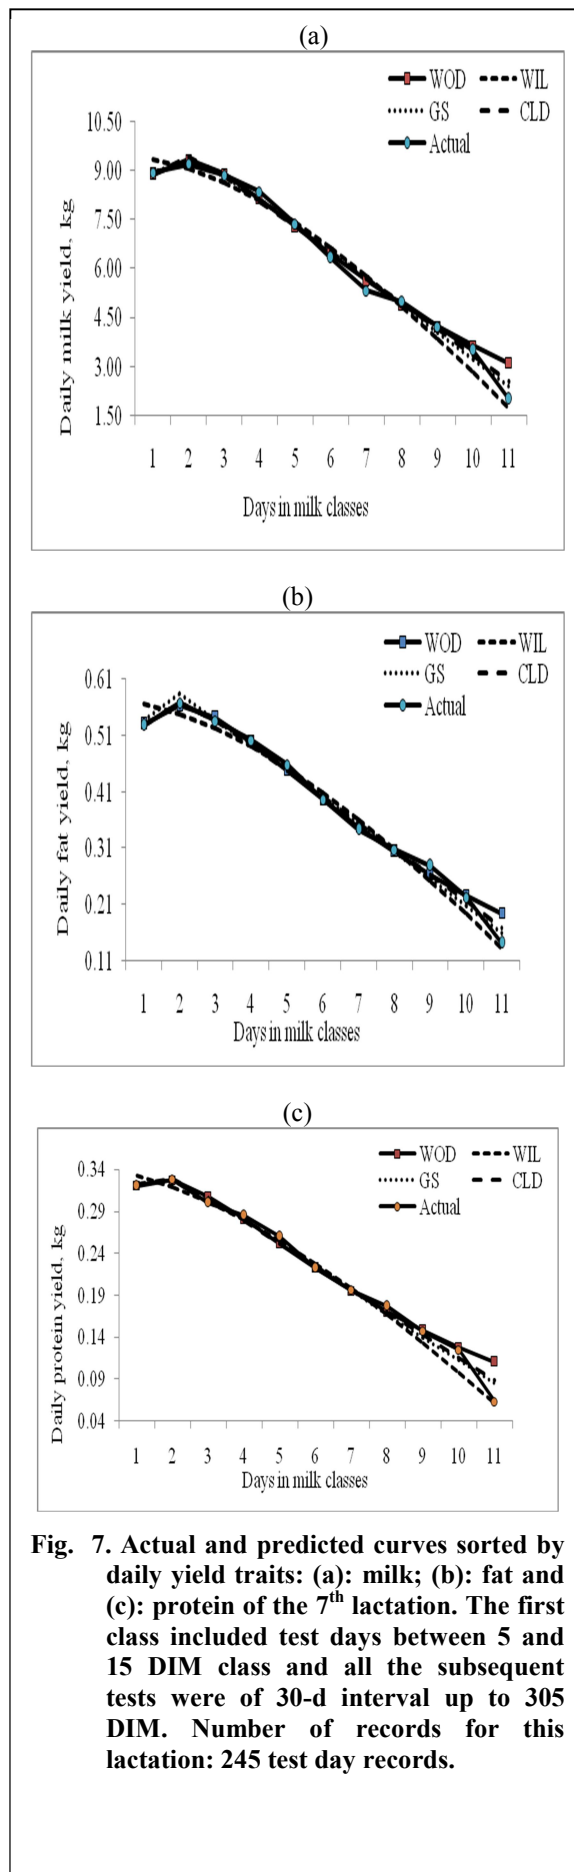 (a)
WOD WIL
GS CLD
Actual
Daily milk yield, kg
10.50
9.00
7.50
6.00
4.50
3.00
1.50
1 2 3 4 5 6 7 8 9 10 11
Days in milk classes
(b)
WOD WIL
GS CLD
Actual
Daily fat yield, kg
0.61
0.51
0.41
0.31
0.21
0.11
1 2 3 4 5 6 7 8 9 10 11
Days in milk classes
(c)
WOD WIL
GS CLD
Actual
Daily protein yield, kg
0.34
0.29
0.24
0.19
0.14
0.09
0.04
1 2 3 4 5 6 7 8 9 10 11
Days in milk classes
Fig. 7. Actual and predicted curves sorted by
daily yield traits: (a): milk; (b): fat and
(c): protein of the 7th lactation. The first
class included test days between 5 and
15 DIM class and all the subsequent
tests were of 30-d interval up to 305
DIM. Number of records for this
lactation: 245 test day records.